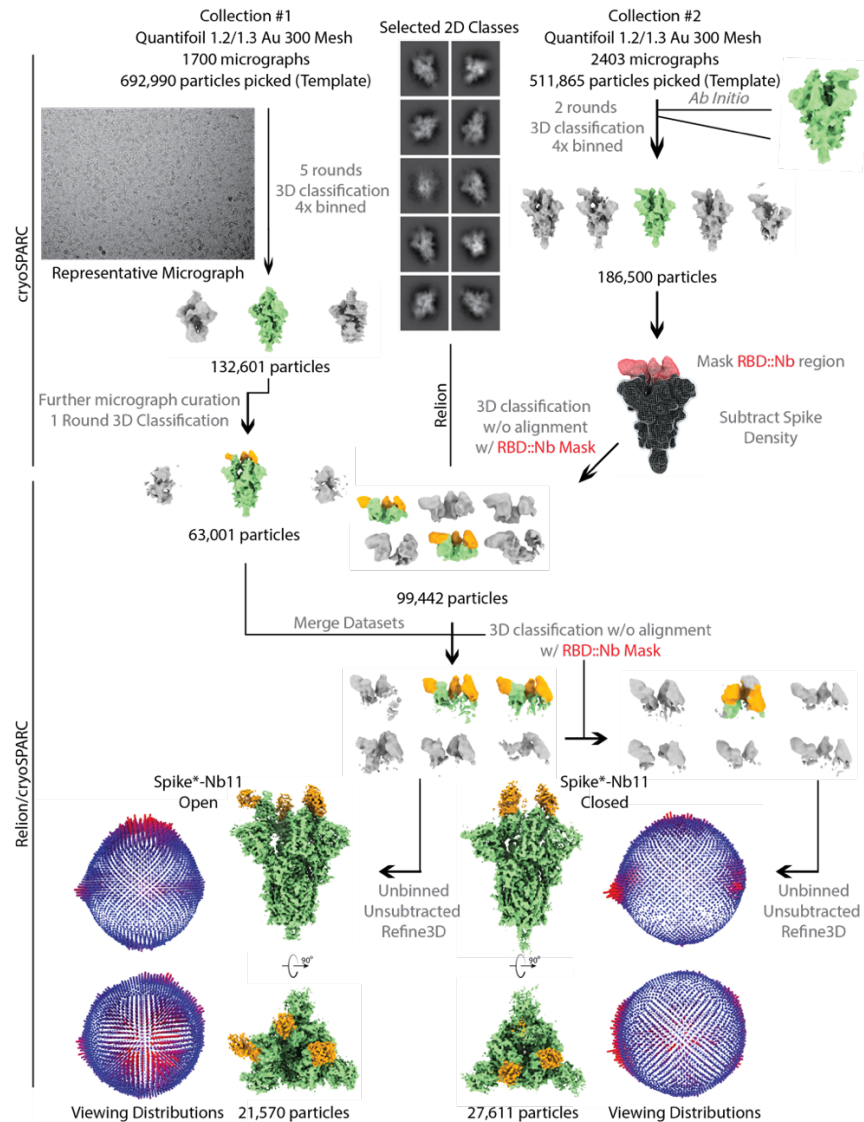 Collection #1
Quantifoil 1.2/1.3 Au 300 Mesh
1700 micrographs
692,990 particles picked (Template)
Selected 2D Classes
Collection #2
Quantifoil 1.2/1.3 Au 300 Mesh
2403 micrographs
511,865 particles picked (Template)
Ab Initio
2 rounds
3D classification
4x binned
5 rounds
3D classification
4x binned
Representative Micrograph
cryoSPARC
132,601 particles
186,500 particles
Further micrograph curation
1 Round 3D Classification
Relion
Mask RBD::Nb region
3D classification
w/o alignment
w/ RBD::Nb Mask
Subtract Spike
Density
63,001 particles
99,442 particles
Merge Datasets
3D classification w/o alignment
w/ RBD::Nb Mask
Relion/cryoSPARC
Spike*-Nb11
Open
Spike*-Nb11
Closed
Unbinned
Unsubtracted
Refine3D
Unbinned
Unsubtracted
Refine3D
90°
90°
Viewing Distributions
21,570 particles
27,611 particles
Viewing Distributions